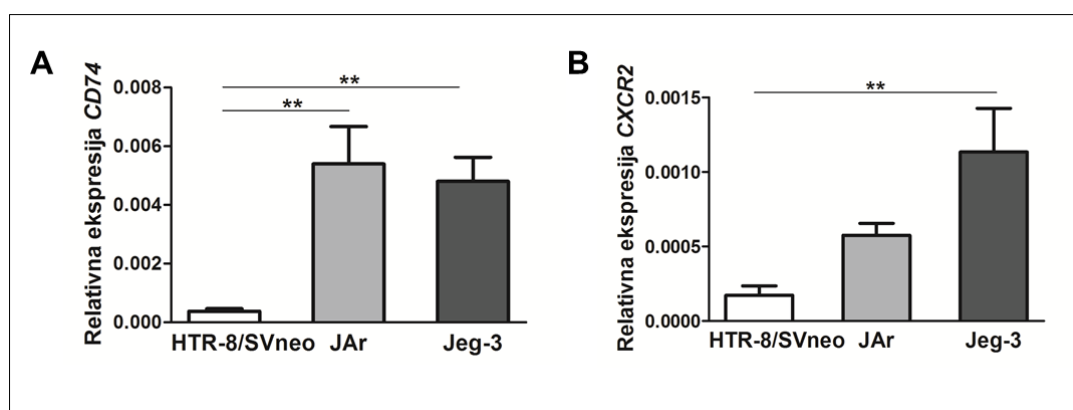 A
Relativna ekspresija CD74
0.008
0.006
0.004
0.002
0.000
**
**
HTR-8/SVneo JAr Jeg-3
B
Relativna ekspresija CXCR2
0.0015
0.0010
0.0005
0.0000
**
HTR-8/SVneo JAr Jeg-3